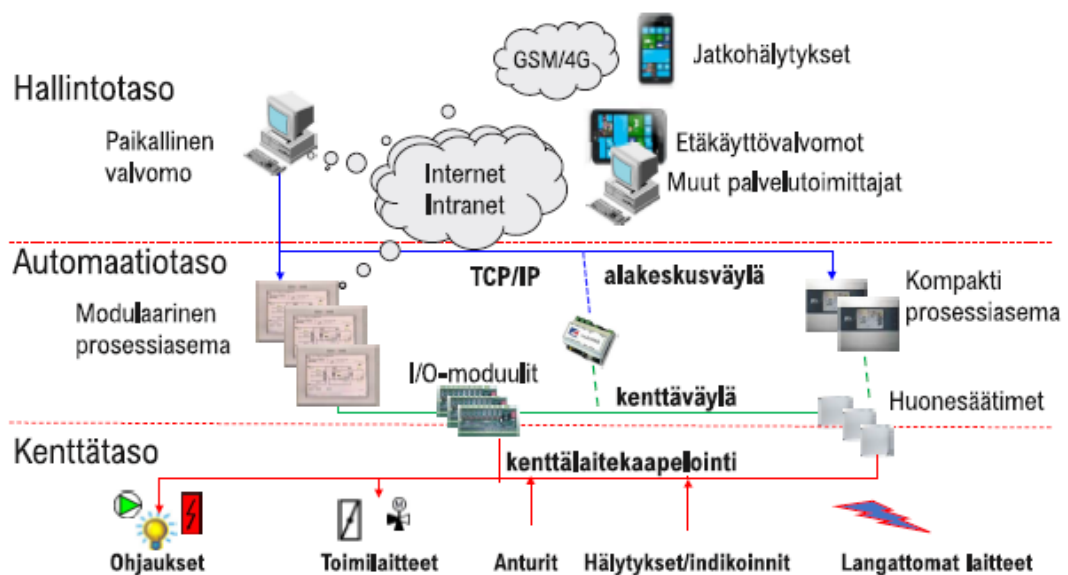 GSM/4G
Jatkohälytykset
Hallintotaso
Paikallinen
valvomo
Internet
Intranet
Etäkäyttövalvomot
Muut palvelutoimittajat
Automaatiotaso
TCP/IP
alakeskusväylä
Kompakti
prosessiasema
Modulaarinen
prosessiasema
I/O-moduulit
kenttäväylä
Huonesäätimet
Kenttätaso
kenttälaitekaapelointi
M
Ohjaukset
Toimilaitteet
Anturit
Hälytykset/indikoinnit
Langattomat laitteet